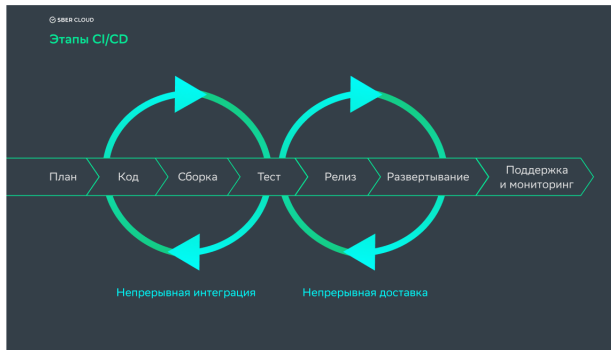 SBER CLOUD
Этапы CI/CD
План
Код
Сборка
Тест
Релиз
Развертывание
Поддержка
и мониторинг
Непрерывная интеграция
Непрерывная доставка